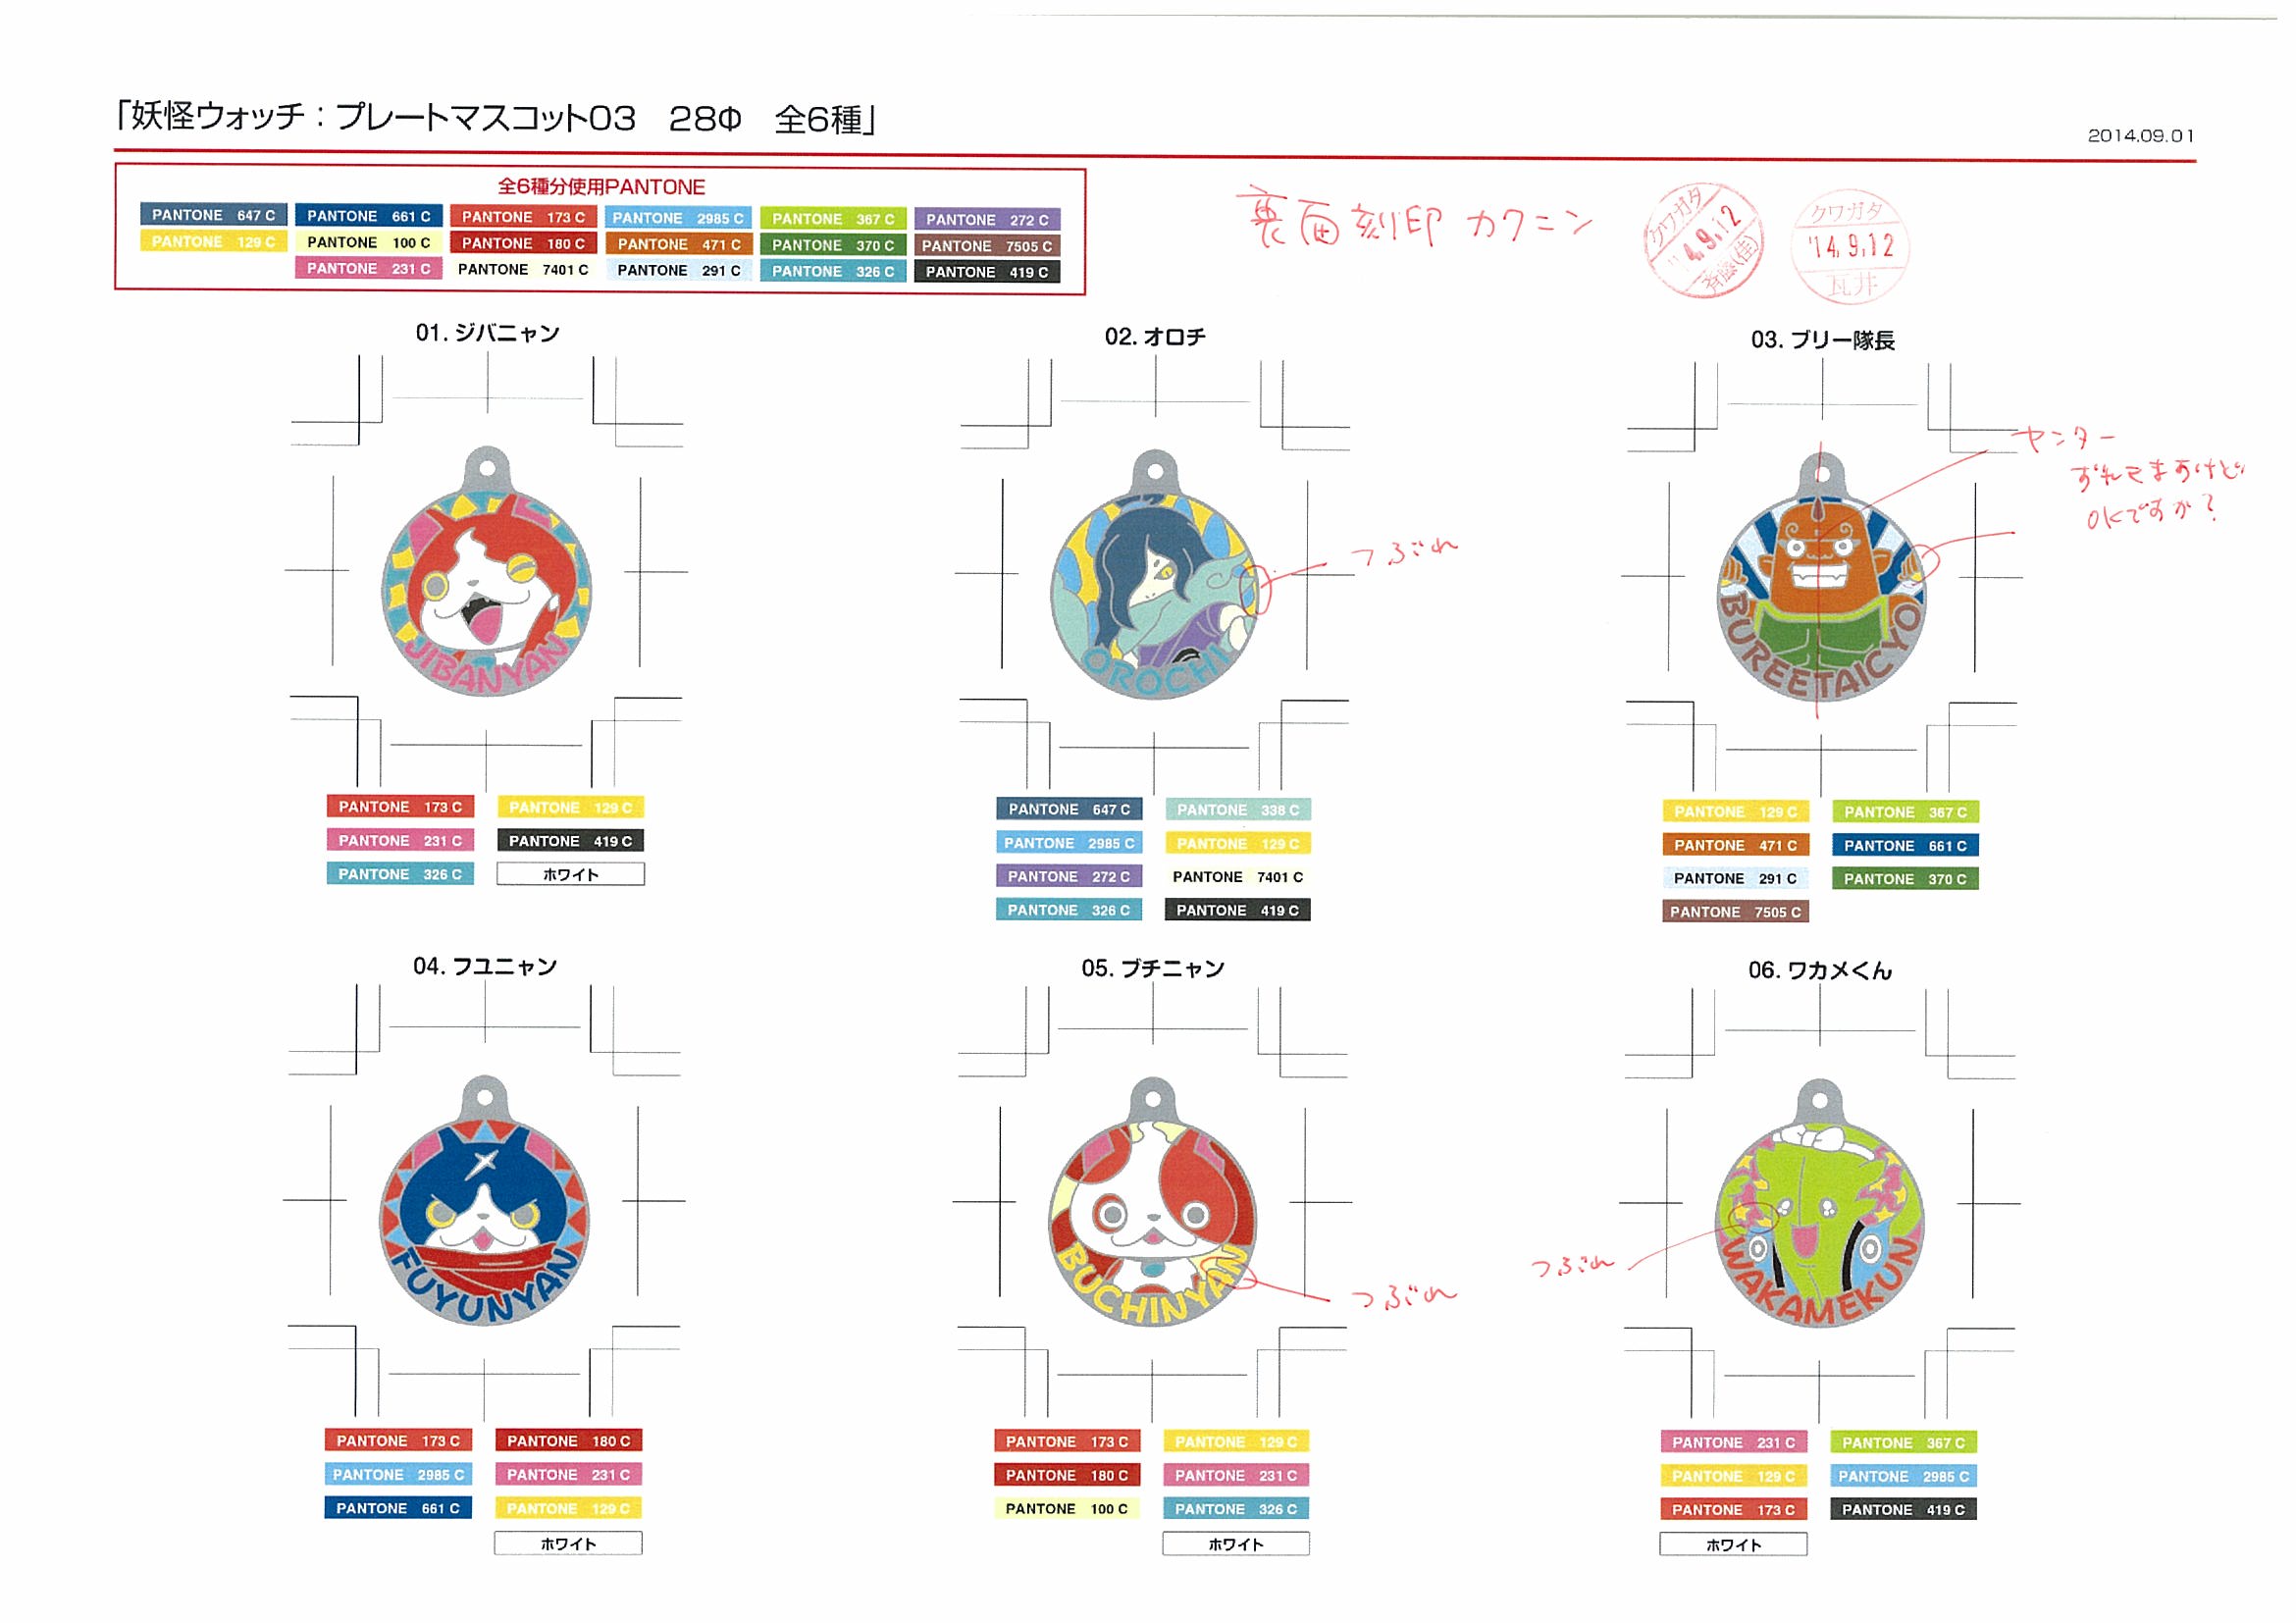 「妖怪ウォッチ：プレートマスコット03　28Φ　全6種」
2014.09.01
全6種分使用PANTONE
PANTONE 647 C PANTONE 661 C PANTONE 173 C PANTONE 2985 C PANTONE 367 C PANTONE 272 C
PANTONE 129 C PANTONE 100 C PANTONE 180 C PANTONE 471 C PANTONE 370 C PANTONE 7505 C
PANTONE 231 C PANTONE 7401 C PANTONE 291 C PANTONE 326 C PANTONE 419 C
裏面刻印 カクニン
クワガタ
'14.9.12
斉藤(佳)
クワガタ
'14.9.12
瓦井
01. ジバニャン
JIBANYAN
PANTONE 173 C PANTONE 129 C
PANTONE 231 C PANTONE 419 C
PANTONE 326 C ホワイト
02. オロチ
OROCHI
つぶれ
PANTONE 647 C PANTONE 338 C
PANTONE 2985 C PANTONE 129 C
PANTONE 272 C PANTONE 7401 C
PANTONE 326 C PANTONE 419 C
03. ブリー隊長
BUREETAICYO
センター
ずれてますけど
OKですか?
PANTONE 129 C PANTONE 367 C
PANTONE 471 C PANTONE 661 C
PANTONE 291 C PANTONE 370 C
PANTONE 7505 C
04. フユニャン
FUYUNYAN
PANTONE 173 C PANTONE 180 C
PANTONE 2985 C PANTONE 231 C
PANTONE 661 C PANTONE 129 C
ホワイト
05. ブチニャン
BUCHINYAN
つぶれ
PANTONE 173 C PANTONE 129 C
PANTONE 180 C PANTONE 231 C
PANTONE 100 C PANTONE 326 C
ホワイト
06. ワカメくん
WAKAMEKUN
つぶれ
PANTONE 231 C PANTONE 367 C
PANTONE 129 C PANTONE 2985 C
PANTONE 173 C PANTONE 419 C
ホワイト